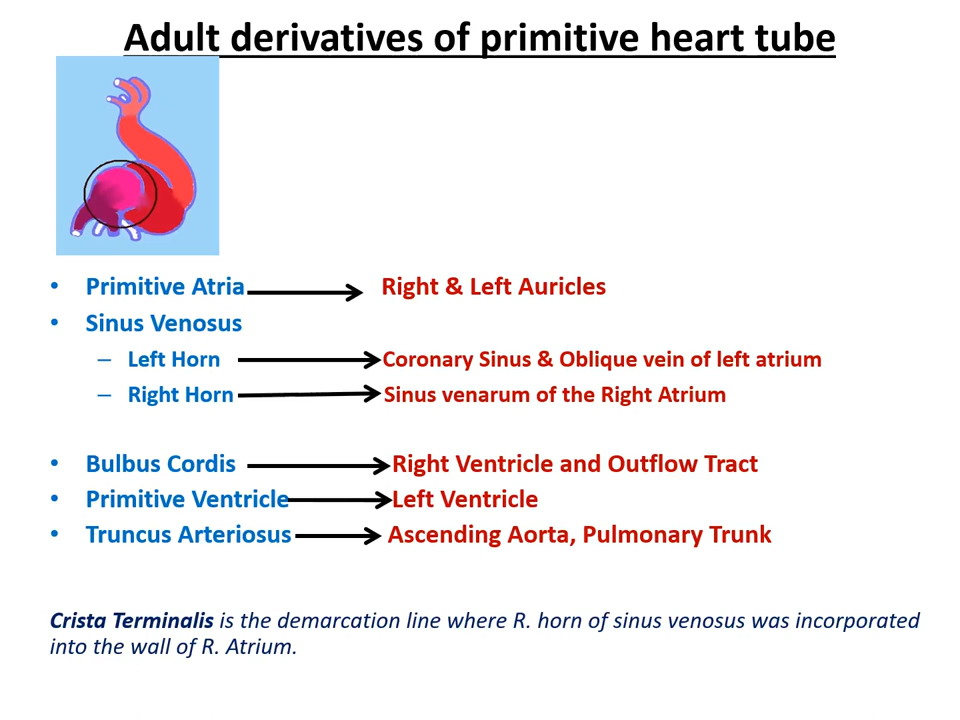 Adult derivatives of primitive heart tube
• Primitive Atria Right & Left Auricles
• Sinus Venosus
– Left Horn Coronary Sinus & Oblique vein of left atrium
– Right Horn Sinus venarum of the Right Atrium
• Bulbus Cordis Right Ventricle and Outflow Tract
• Primitive Ventricle Left Ventricle
• Truncus Arteriosus Ascending Aorta, Pulmonary Trunk
Crista Terminalis is the demarcation line where R. horn of sinus venosus was incorporated
into the wall of R. Atrium.